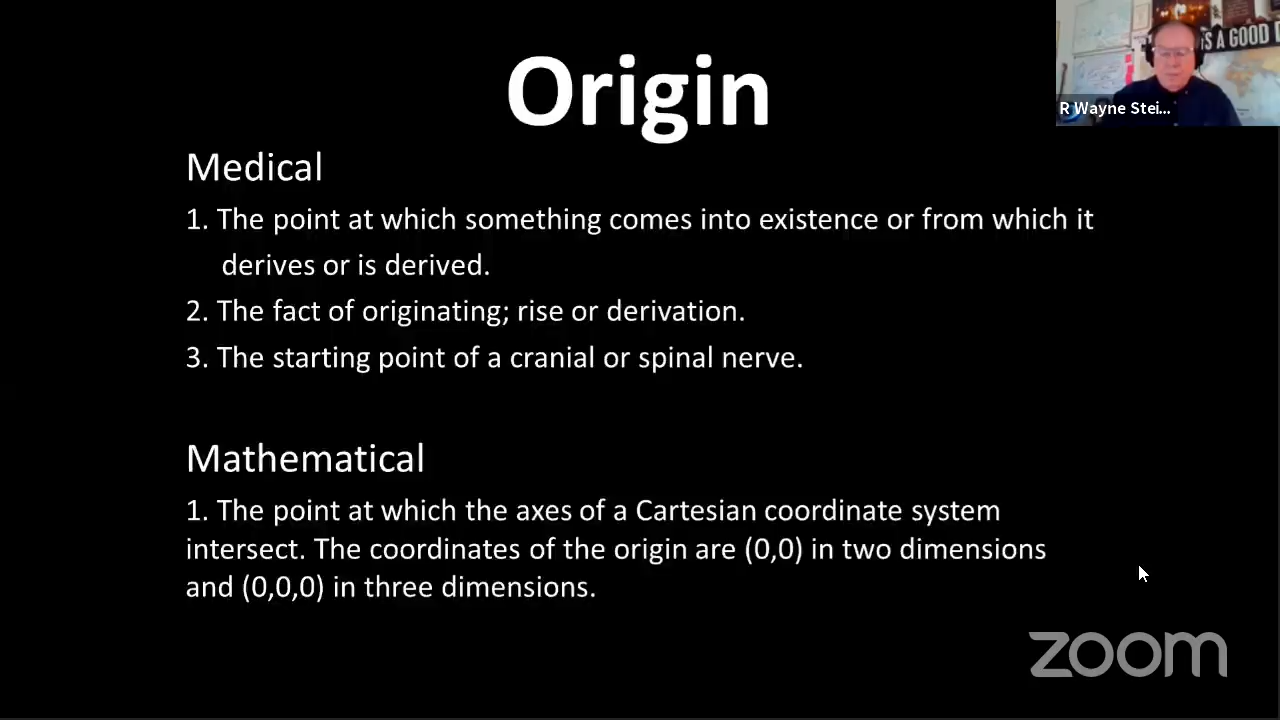 Origin
Medical
1. The point at which something comes into existence or from which it
derives or is derived.
2. The fact of originating; rise or derivation.
3. The starting point of a cranial or spinal nerve.
Mathematical
1. The point at which the axes of a Cartesian coordinate system
intersect. The coordinates of the origin are (0,0) in two dimensions
and (0,0,0) in three dimensions.
S A GOOD
R Wayne Stei...
zoom